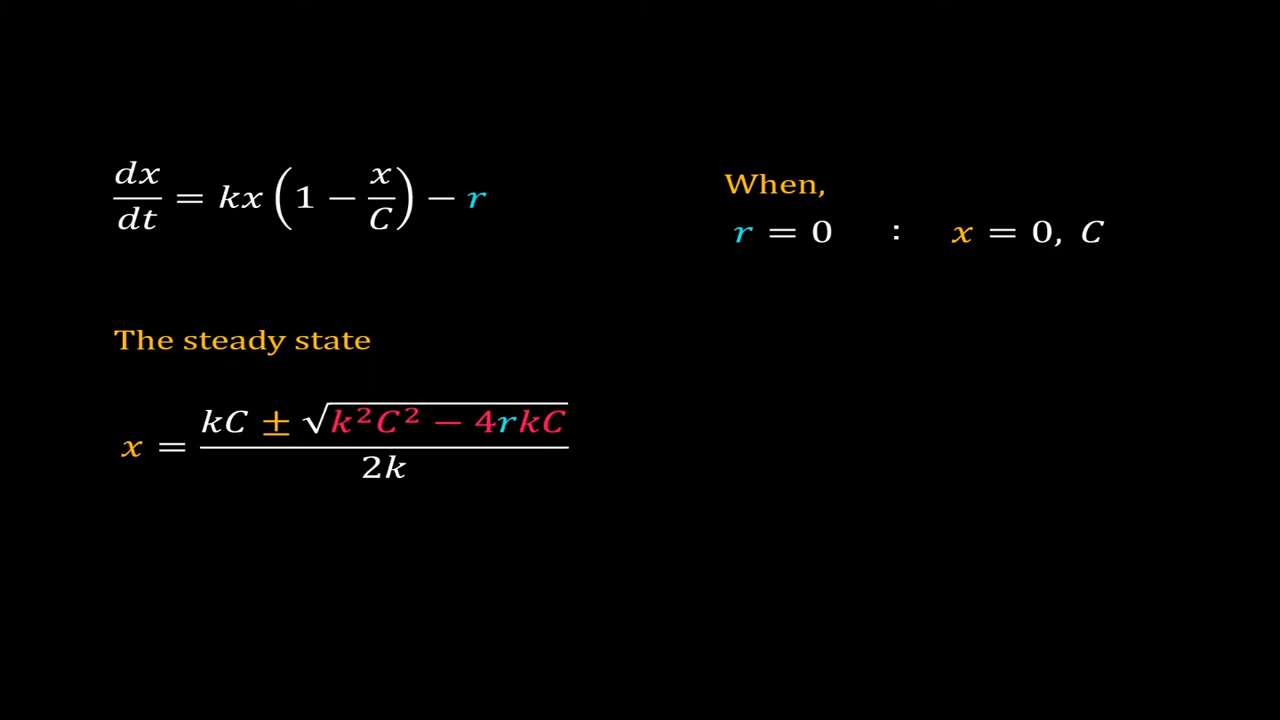 dx/dt = kx(1 − x/C) − r
The steady state
x = (kC ± √(k²C² − 4rkC))/2k
When,
r = 0 : x = 0, C